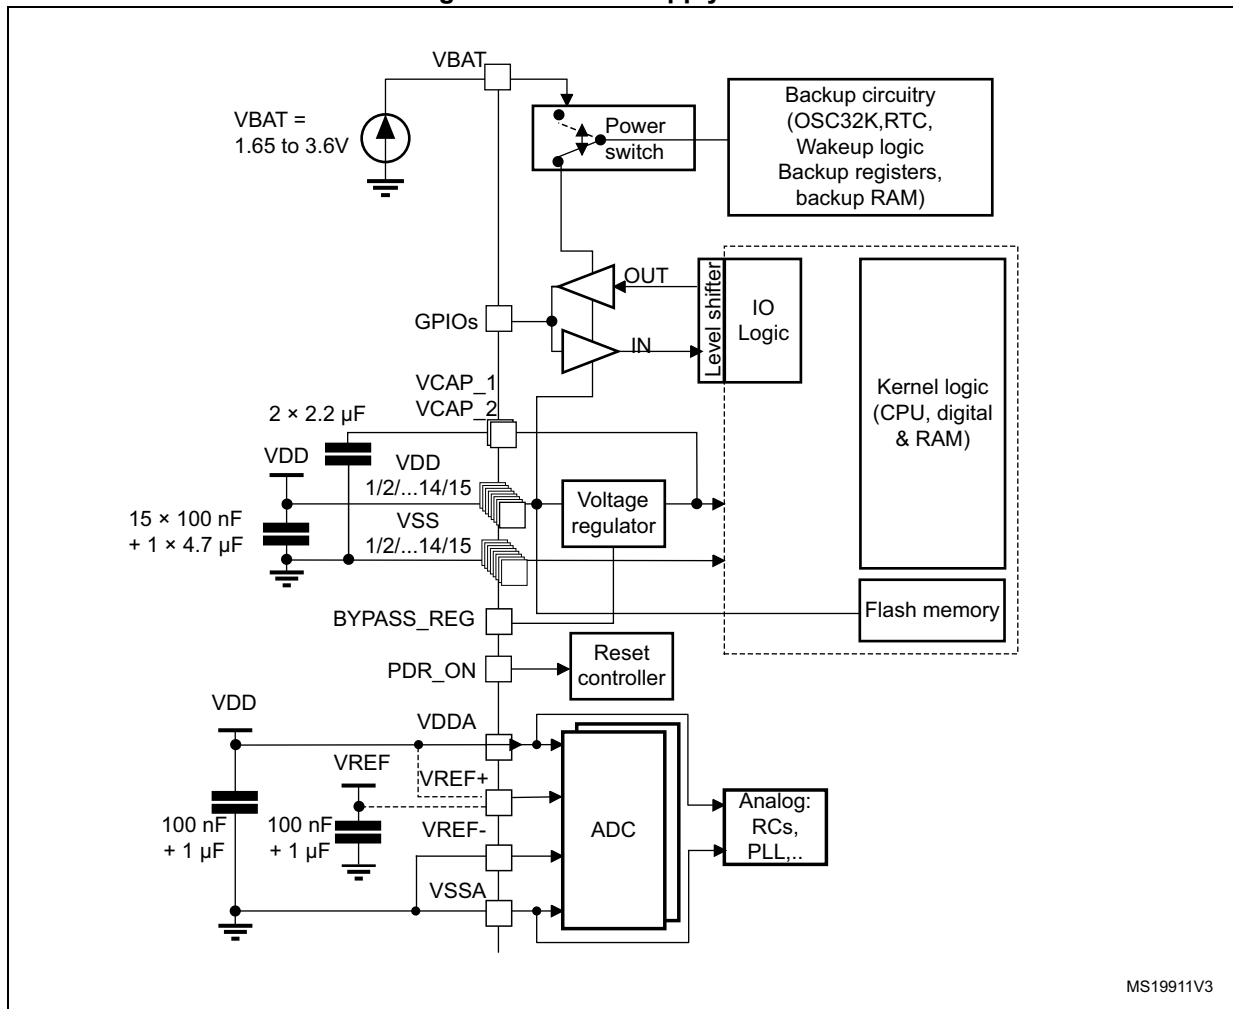 VBAT
VBAT =
1.65 to 3.6V
Power
switch
Backup circuitry
(OSC32K,RTC,
Wakeup logic
Backup registers,
backup RAM)
OUT
Level shifter
IO
Logic
GPIOs
IN
Kernel logic
(CPU, digital
& RAM)
VCAP_1
VCAP_2
2 × 2.2 µF
VDD
VDD
1/2/...14/15
Voltage
regulator
15 × 100 nF
+ 1 × 4.7 µF
VSS
1/2/...14/15
Flash memory
BYPASS_REG
PDR_ON
Reset
controller
VDD
VDDA
VREF
VREF+
100 nF
+ 1 µF
100 nF
+ 1 µF
VREF-
ADC
Analog:
RCs,
PLL,..
VSSA
MS19911V3